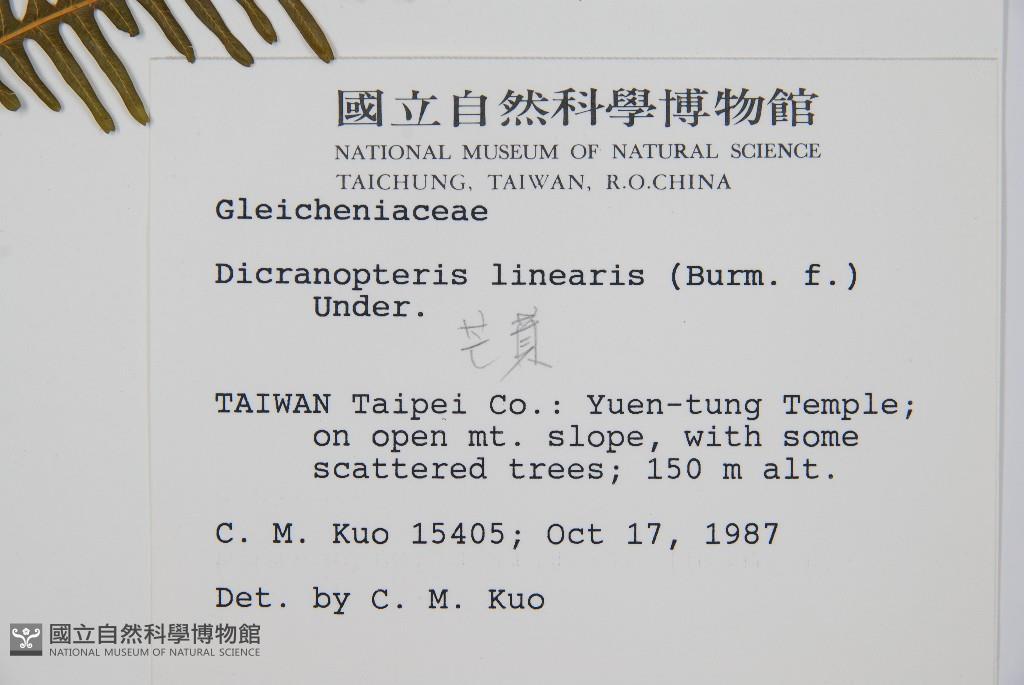 國立自然科學博物館
NATIONAL MUSEUM OF NATURAL SCIENCE
TAICHUNG, TAIWAN, R.O.CHINA
Gleicheniaceae
Dicranopteris linearis (Burm. f.)
Under.
芒萁
TAIWAN Taipei Co.: Yuen-tung Temple;
on open mt. slope, with some
scattered trees; 150 m alt.
C. M. Kuo 15405; Oct 17, 1987
Det. by C. M. Kuo
國立自然科學博物館
NATIONAL MUSEUM OF NATURAL SCIENCE